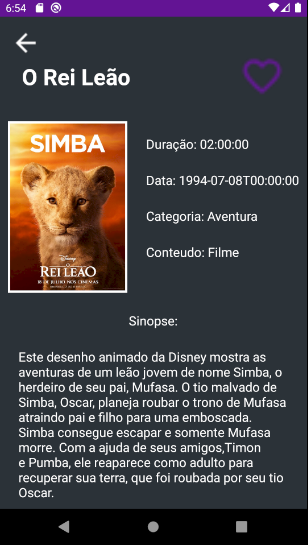 6:54
O Rei Leão
SIMBA
Disney
O REI LEÃO
18 DE JULHO NOS CINEMAS
Duração: 02:00:00
Data: 1994-07-08T00:00:00
Categoria: Aventura
Conteudo: Filme
Sinopse:
Este desenho animado da Disney mostra as
aventuras de um leão jovem de nome Simba, o
herdeiro de seu pai, Mufasa. O tio malvado de
Simba, Oscar, planeja roubar o trono de Mufasa
atraindo pai e filho para uma emboscada.
Simba consegue escapar e somente Mufasa
morre. Com a ajuda de seus amigos,Timon
e Pumba, ele reaparece como adulto para
recuperar sua terra, que foi roubada por seu tio
Oscar.